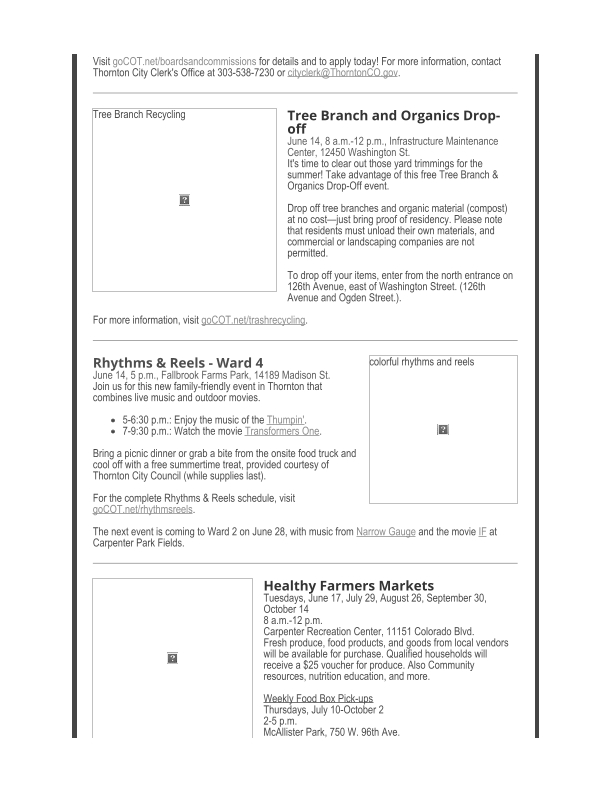 Visit goCOT.net/boardsandcommissions for details and to apply today! For more information, contact
Thornton City Clerk's Office at 303-538-7230 or cityclerk@ThorntonCO.gov.
Tree Branch Recycling
Tree Branch and Organics Drop-
off
June 14, 8 a.m.-12 p.m., Infrastructure Maintenance
Center, 12450 Washington St.
It's time to clear out those yard trimmings for the
summer! Take advantage of this free Tree Branch &
Organics Drop-Off event.
Drop off tree branches and organic material (compost)
at no cost—just bring proof of residency. Please note
that residents must unload their own materials, and
commercial or landscaping companies are not
permitted.
To drop off your items, enter from the north entrance on
126th Avenue, east of Washington Street. (126th
Avenue and Ogden Street.).
For more information, visit goCOT.net/trashrecycling.
Rhythms & Reels - Ward 4
June 14, 5 p.m., Fallbrook Farms Park, 14189 Madison St.
Join us for this new family-friendly event in Thornton that
combines live music and outdoor movies.
• 5-6:30 p.m.: Enjoy the music of the Thumpin'.
• 7-9:30 p.m.: Watch the movie Transformers One.
Bring a picnic dinner or grab a bite from the onsite food truck and
cool off with a free summertime treat, provided courtesy of
Thornton City Council (while supplies last).
For the complete Rhythms & Reels schedule, visit
goCOT.net/rhythmsreels.
colorful rhythms and reels
The next event is coming to Ward 2 on June 28, with music from Narrow Gauge and the movie IF at
Carpenter Park Fields.
Healthy Farmers Markets
Tuesdays, June 17, July 29, August 26, September 30,
October 14
8 a.m.-12 p.m.
Carpenter Recreation Center, 11151 Colorado Blvd.
Fresh produce, food products, and goods from local vendors
will be available for purchase. Qualified households will
receive a $25 voucher for produce. Also Community
resources, nutrition education, and more.
Weekly Food Box Pick-ups
Thursdays, July 10-October 2
2-5 p.m.
McAllister Park, 750 W. 96th Ave.